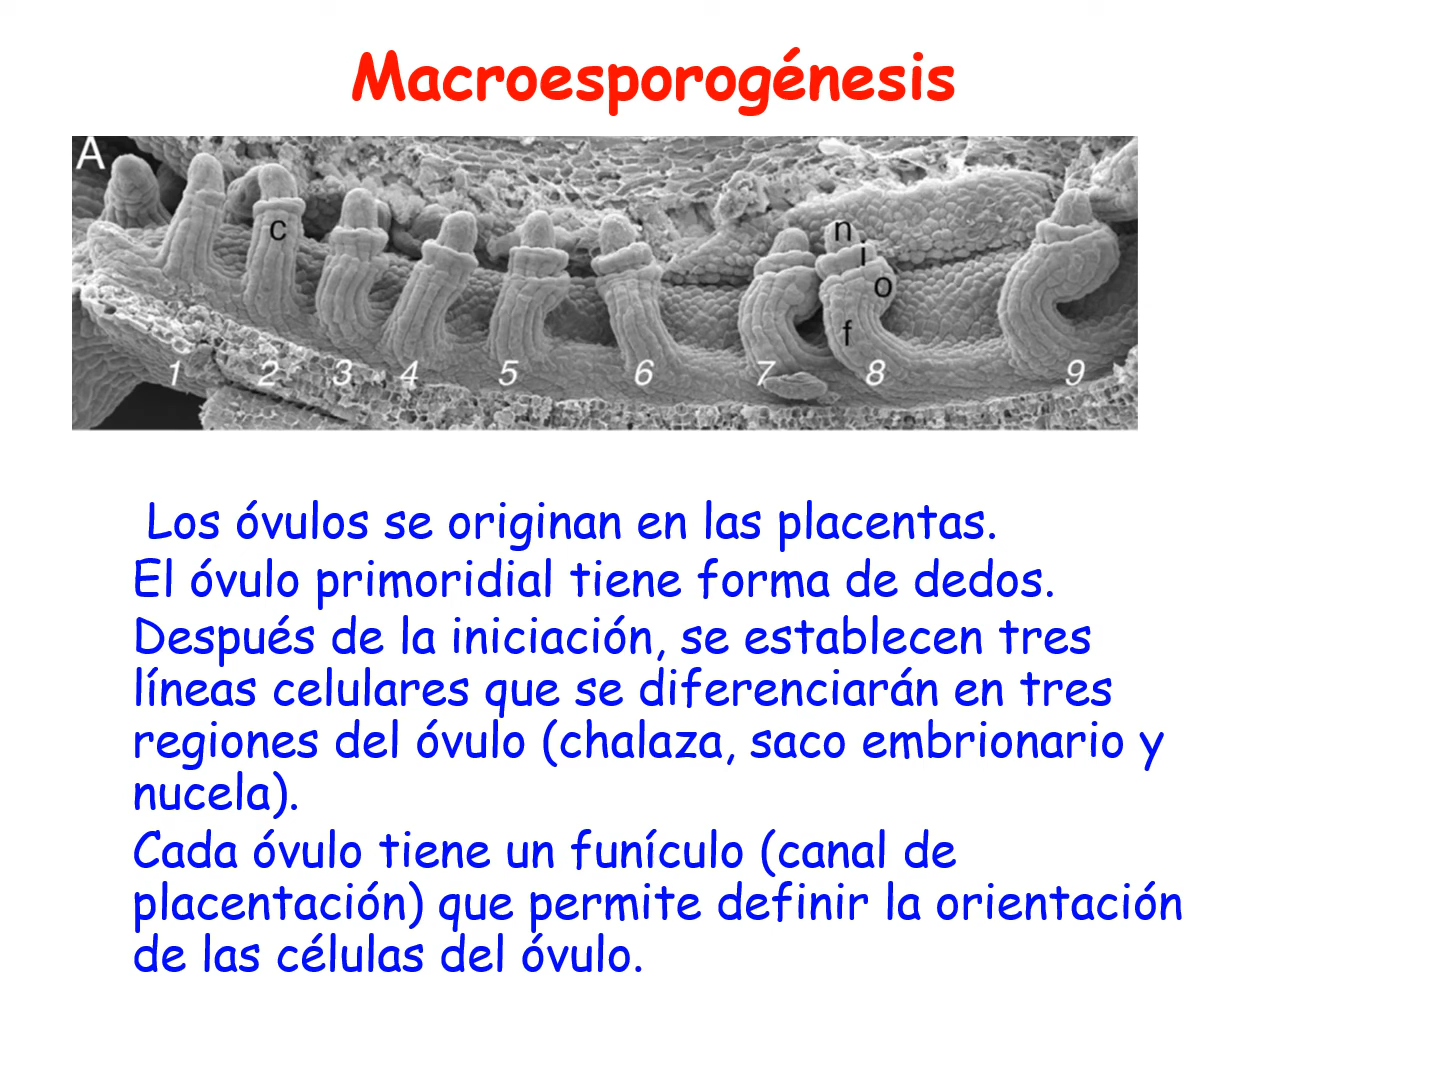 Macroesporogénesis
A
c
n
i
o
f
1 2 3 4 5 6 7 8 9
Los óvulos se originan en las placentas.
El óvulo primoridial tiene forma de dedos.
Después de la iniciación, se establecen tres
líneas celulares que se diferenciarán en tres
regiones del óvulo (chalaza, saco embrionario y
nucela).
Cada óvulo tiene un funículo (canal de
placentación) que permite definir la orientación
de las células del óvulo.